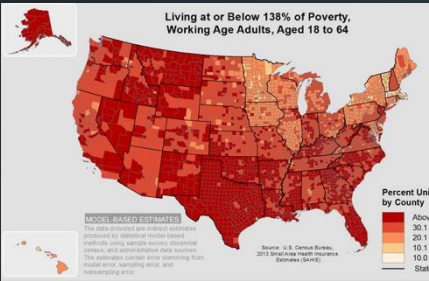 Living at or Below 138% of Poverty,
Working Age Adults, Aged 18 to 64
MODEL-BASED ESTIMATES
The data provided are indirect estimates
produced by statistical model-based
methods using sample survey, decennial
census, and administrative data sources.
The estimates contain error stemming from
model error, sampling error, and
nonsampling error.
Source: U.S. Census Bureau,
2013 Small Area Health Insurance
Estimates (SAHIE)
Percent Uni
by County
Abov
30.1
20.1
10.1
10.0
Stat